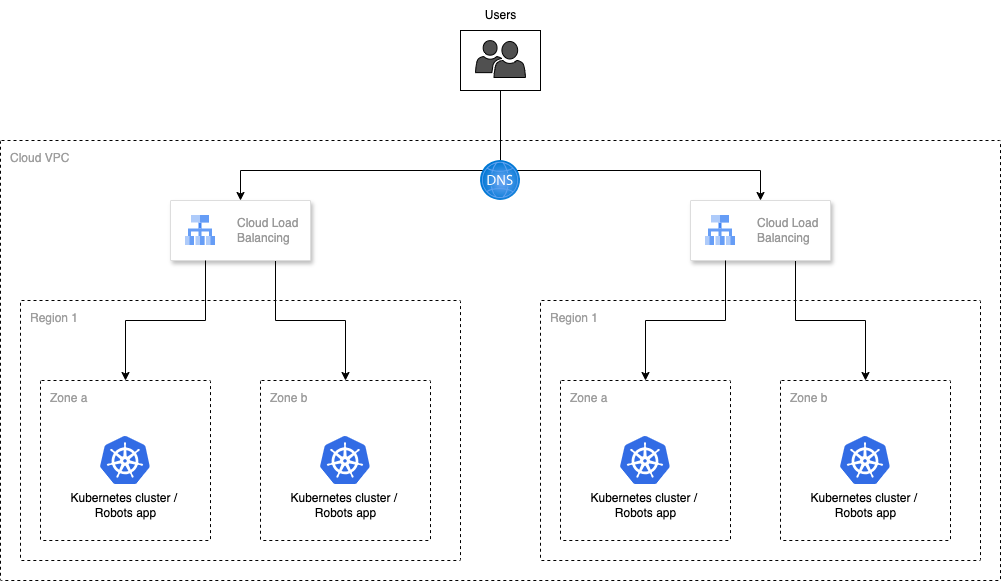 Users
Cloud VPC
DNS
Cloud Load
Balancing
Cloud Load
Balancing
Region 1
Region 1
Zone a
Zone b
Zone a
Zone b
Kubernetes cluster /
Robots app
Kubernetes cluster /
Robots app
Kubernetes cluster /
Robots app
Kubernetes cluster /
Robots app